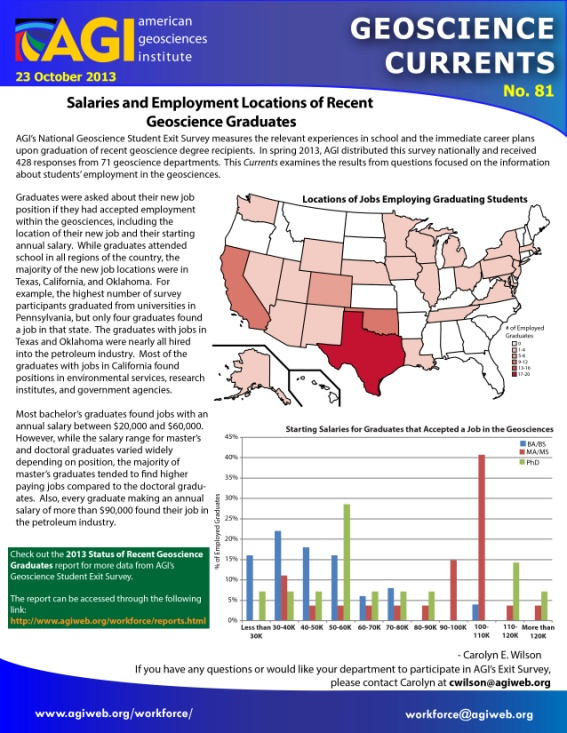 AGI
american
geosciences
institute
23 October 2013
GEOSCIENCE
CURRENTS
No. 81
Salaries and Employment Locations of Recent
Geoscience Graduates
AGI's National Geoscience Student Exit Survey measures the relevant experiences in school and the immediate career plans
upon graduation of recent geoscience degree recipients. In spring 2013, AGI distributed this survey nationally and received
428 responses from 71 geoscience departments. This Currents examines the results from questions focused on the information
about students' employment in the geosciences.
Graduates were asked about their new job
position if they had accepted employment
within the geosciences, including the
location of their new job and their starting
annual salary. While graduates attended
school in all regions of the country, the
majority of the new job locations were in
Texas, California, and Oklahoma. For
example, the highest number of survey
participants graduated from universities in
Pennsylvania, but only four graduates found
a job in that state. The graduates with jobs in
Texas and Oklahoma were nearly all hired
into the petroleum industry. Most of the
graduates with jobs in California found
positions in environmental services, research
institutes, and government agencies.
Most bachelor's graduates found jobs with an
annual salary between $20,000 and $60,000.
However, while the salary range for master's
and doctoral graduates varied widely
depending on position, the majority of
master's graduates tended to find higher
paying jobs compared to the doctoral gradu-
ates. Also, every graduate making an annual
salary of more than $90,000 found their job in
the petroleum industry.
Check out the 2013 Status of Recent Geoscience
Graduates report for more data from AGI's
Geoscience Student Exit Survey.
The report can be accessed through the following
link:
http://www.agiweb.org/workforce/reports.html
Locations of Jobs Employing Graduating Students
# of Employed
Graduates
0
1-4
5-8
9-12
13-16
17-20
Starting Salaries for Graduates that Accepted a Job in the Geosciences
% of Employed Graduates
45%
40%
35%
30%
25%
20%
15%
10%
5%
0%
BA/BS
MA/MS
PhD
Less than 30-40K 40-50K 50-60K 60-70K 70-80K 80-90K 90-100K 100- 110- More than
30K 110K 120K 120K
- Carolyn E. Wilson
If you have any questions or would like your department to participate in AGI's Exit Survey,
please contact Carolyn at cwilson@agiweb.org
www.agiweb.org/workforce/
workforce@agiweb.org